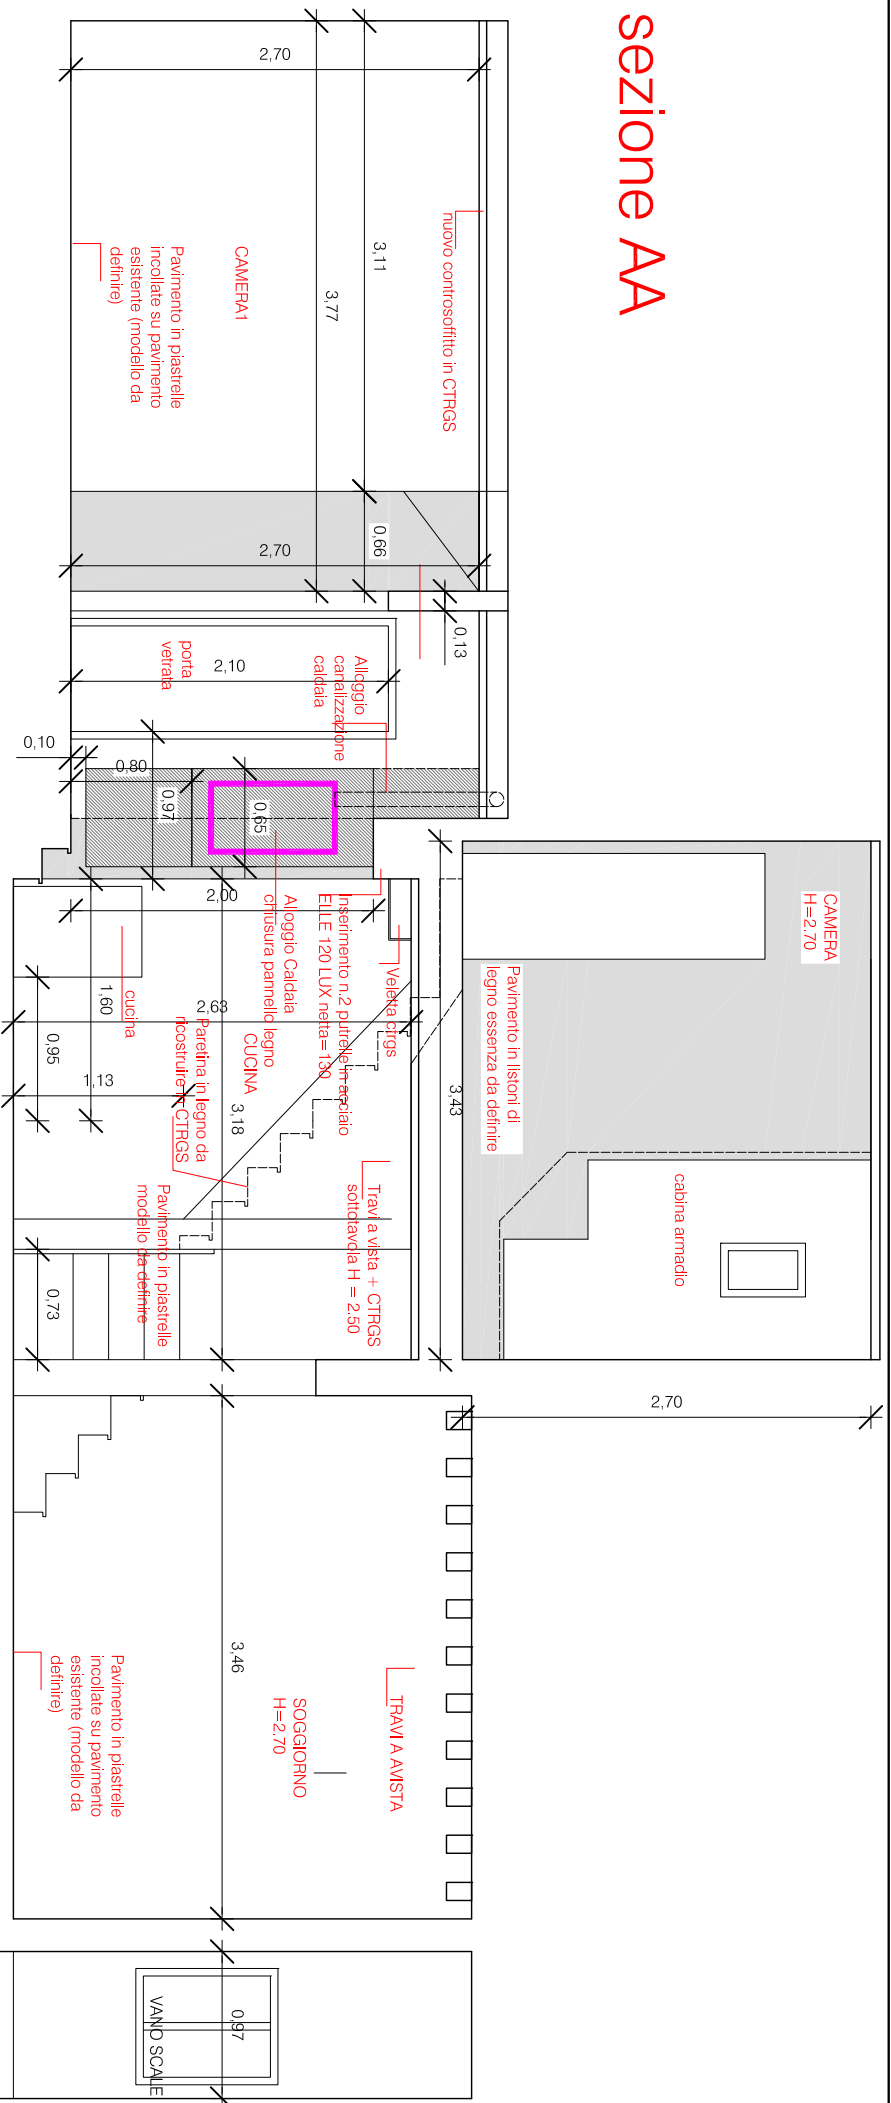 sezione AA
nuovo controsoffitto in CTRGS
3,11
3,77
2,70
CAMERA1
Pavimento in piastrelle
incollate su pavimento
esistente (modello da
definire)
0,66
2,70
0,13
2,10
porta
vetrata
Alloggio
canalizzazione
caldaia
0,10
0,80
0,97
0,65
2,00
Alloggio Caldaia
chiusura pannello legno
Inserimento n.2 putrelle in acciaio
ELLE 120 LUX netta=130
Veletta ctrgs
CUCINA
cucina
1,60
2,63
0,95
1,13
3,18
3,43
Paretina in legno da
ricostruire in CTRGS
Pavimento in piastrelle
modello da definire
Travi a vista + CTRGS
sottotavola H = 2.50
0,73
CAMERA
H=2.70
Pavimento in listoni di
legno essenza da definire
cabina armadio
2,70
3,46
TRAVI A AVISTA
SOGGIORNO
H=2.70
Pavimento in piastrelle
incollate su pavimento
esistente (modello da
definire)
0,97
VANO SCALE